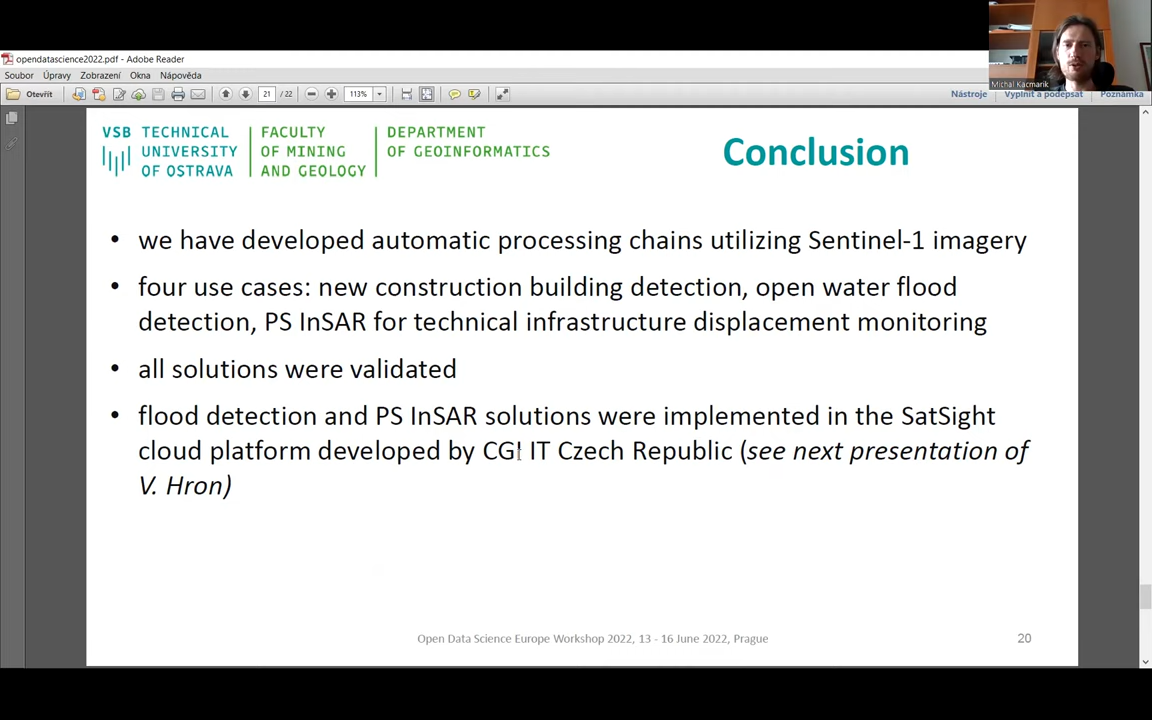 opendatascience2022.pdf - Adobe Reader
Soubor Úpravy Zobrazení Okna Nápověda
Otevřít 21 / 22 113% Nástroje Vyplnit a podepsat Poznámka
Michal Kacmarik
VSB TECHNICAL UNIVERSITY OF OSTRAVA
FACULTY OF MINING AND GEOLOGY
DEPARTMENT OF GEOINFORMATICS
Conclusion
• we have developed automatic processing chains utilizing Sentinel-1 imagery
• four use cases: new construction building detection, open water flood
detection, PS InSAR for technical infrastructure displacement monitoring
• all solutions were validated
• flood detection and PS InSAR solutions were implemented in the SatSight
cloud platform developed by CGI IT Czech Republic (see next presentation of
V. Hron)
Open Data Science Europe Workshop 2022, 13 - 16 June 2022, Prague
20